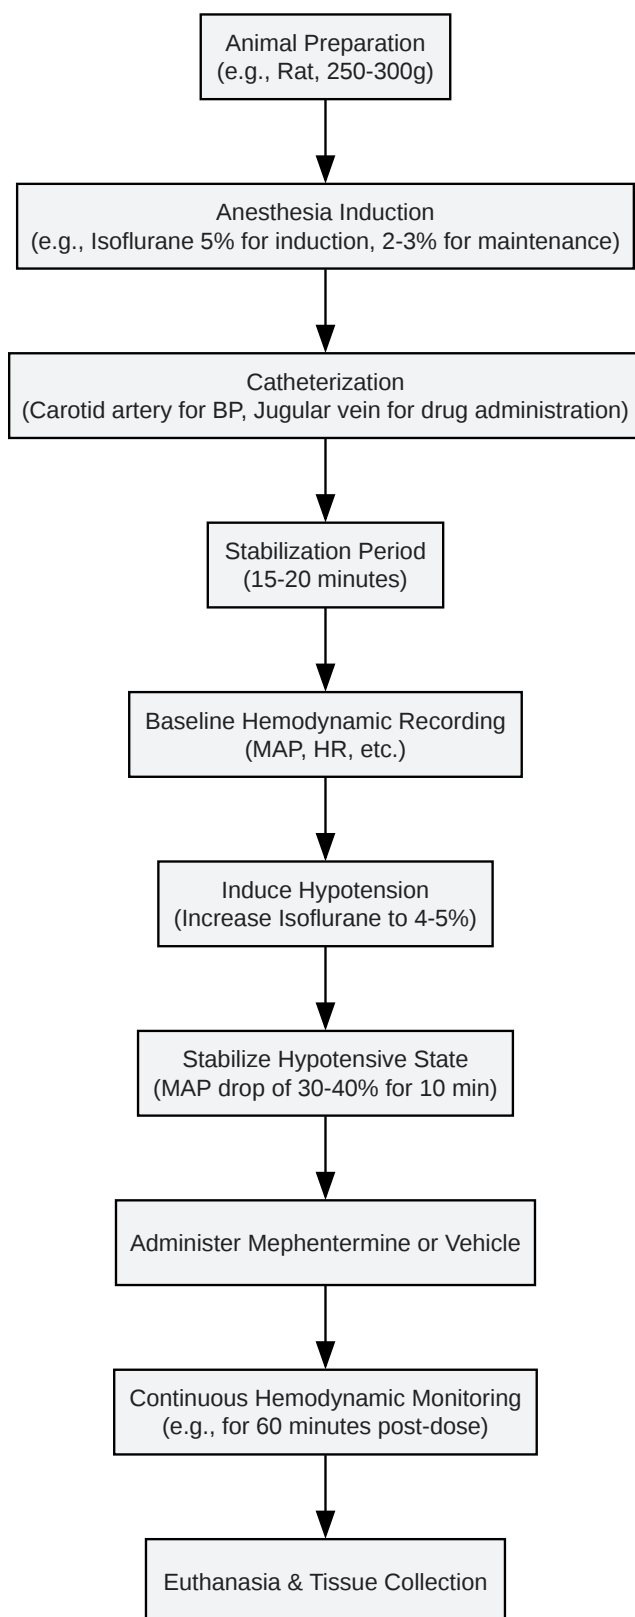 Animal Preparation
(e.g., Rat, 250-300g)
Anesthesia Induction
(e.g., Isoflurane 5% for induction, 2-3% for maintenance)
Catheterization
(Carotid artery for BP, Jugular vein for drug administration)
Stabilization Period
(15-20 minutes)
Baseline Hemodynamic Recording
(MAP, HR, etc.)
Induce Hypotension
(Increase Isoflurane to 4-5%)
Stabilize Hypotensive State
(MAP drop of 30-40% for 10 min)
Administer Mephentermine or Vehicle
Continuous Hemodynamic Monitoring
(e.g., for 60 minutes post-dose)
Euthanasia & Tissue Collection